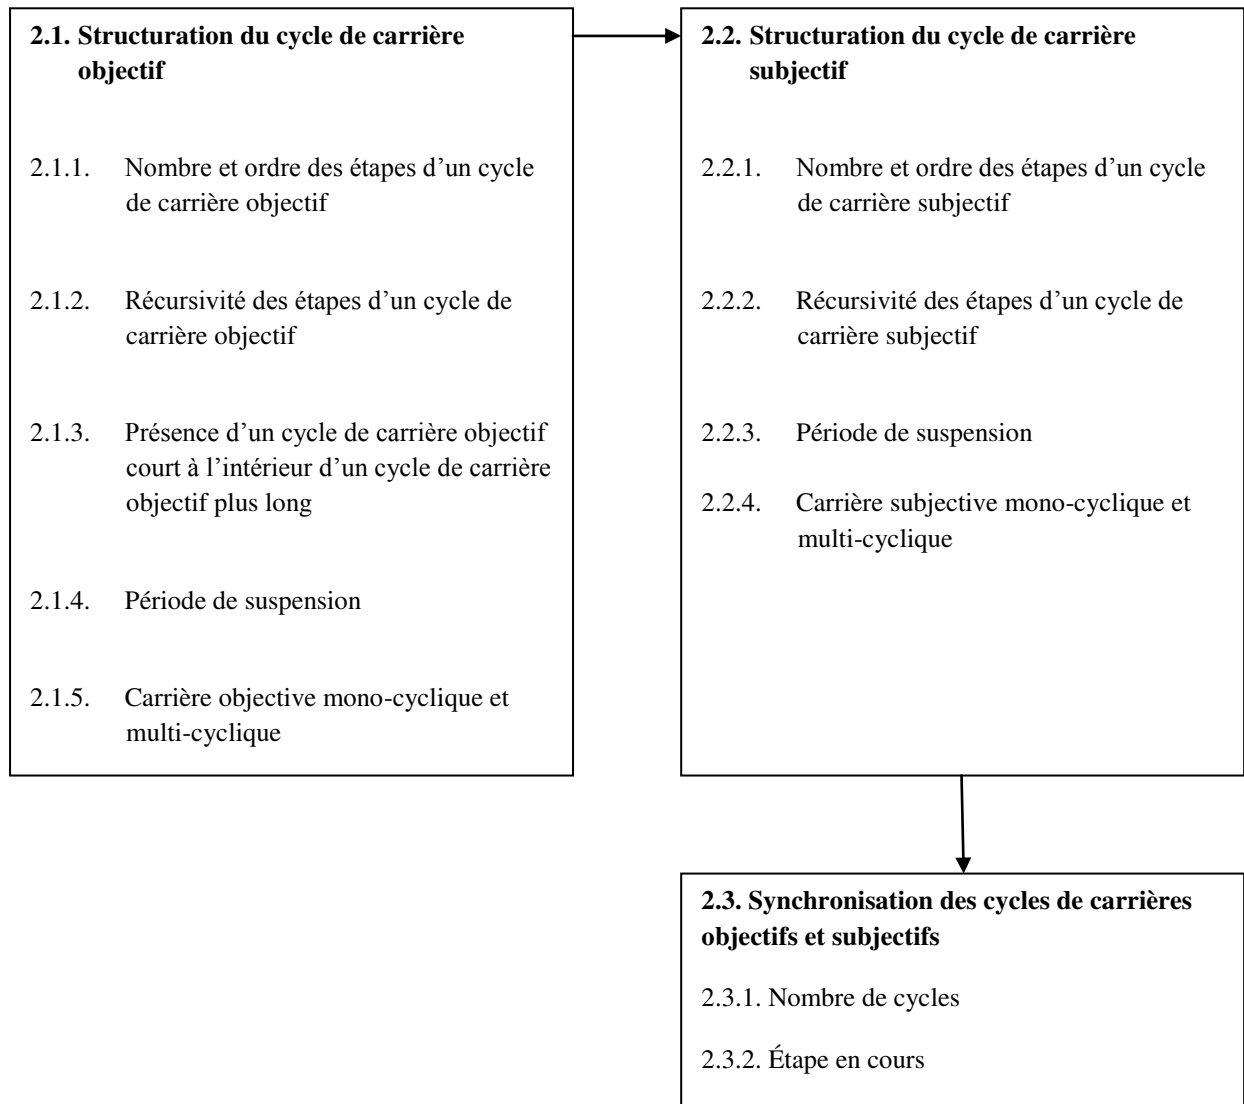 2.1. Structuration du cycle de carrière
objectif
2.1.1. Nombre et ordre des étapes d’un cycle
de carrière objectif
2.1.2. Récursivité des étapes d’un cycle de
carrière objectif
2.1.3. Présence d’un cycle de carrière objectif
court à l’intérieur d’un cycle de carrière
objectif plus long
2.1.4. Période de suspension
2.1.5. Carrière objective mono-cyclique et
multi-cyclique
2.2. Structuration du cycle de carrière
subjectif
2.2.1. Nombre et ordre des étapes d’un cycle
de carrière subjectif
2.2.2. Récursivité des étapes d’un cycle de
carrière subjectif
2.2.3. Période de suspension
2.2.4. Carrière subjective mono-cyclique et
multi-cyclique
2.3. Synchronisation des cycles de carrières
objectifs et subjectifs
2.3.1. Nombre de cycles
2.3.2. Étape en cours